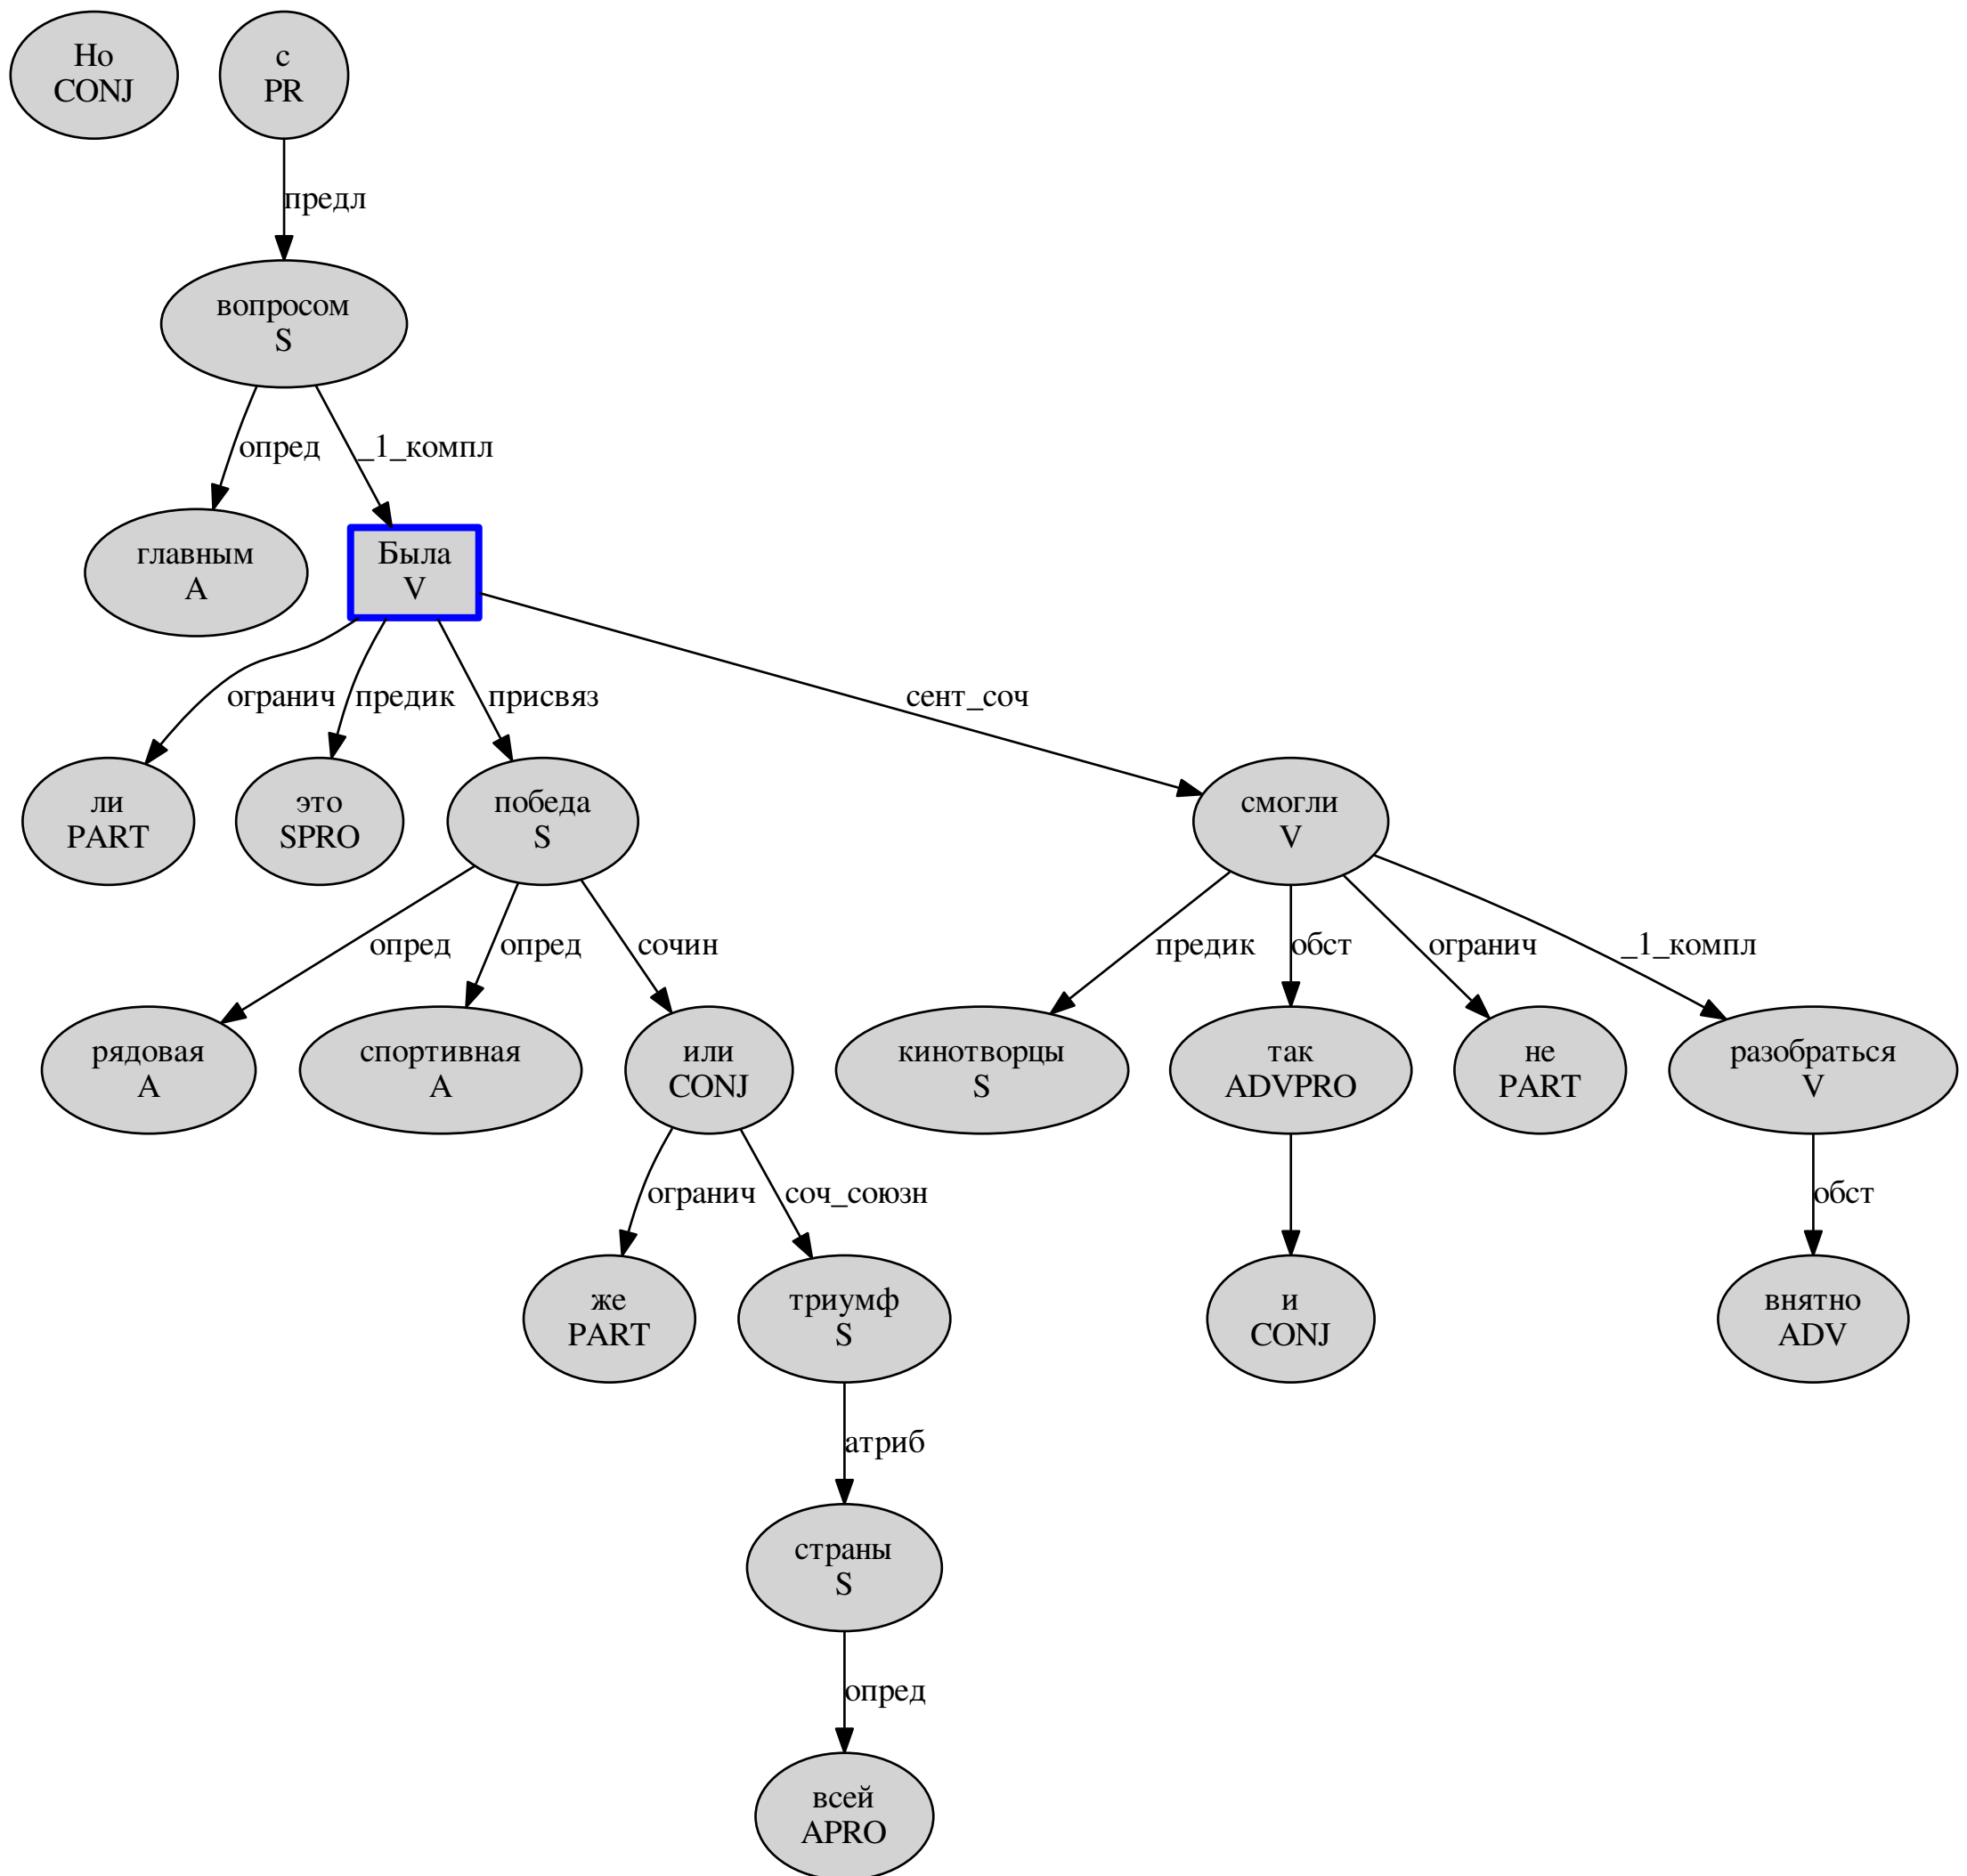 Но
CONJ
с
PR
предл
вопросом
S
опред
_1_компл
главным
A
Была
V
огранич
предик
присвяз
сент_соч
ли
PART
это
SPRO
победа
S
смогли
V
опред
опред
сочин
предик
обст
огранич
_1_компл
рядовая
A
спортивная
A
или
CONJ
кинотворцы
S
так
ADVPRO
не
PART
разобраться
V
огранич
соч_союзн
обст
же
PART
триумф
S
и
CONJ
внятно
ADV
атриб
страны
S
опред
всей
APRO